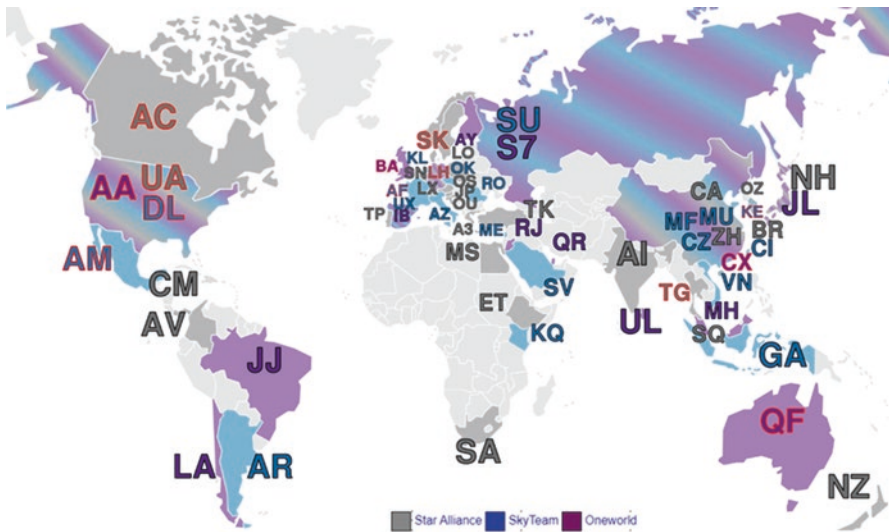 AC
UA
AA
DL
AM
CM
AV
JJ
LA AR
SK
AY
SU
S7
LO
BA
KL
SN
LH
OK
OS
LX
JP
RO
AF
UX
OU
TP
IB
AZ
A3
ME
TK
MS
RJ
QR
SV
ET
KQ
SA
CA
OZ
NH
KE
JL
MF
MU
CZ
ZH
BR
CI
AI
CX
TG
VN
UL
MH
SQ
GA
QF
NZ
Star Alliance SkyTeam Oneworld